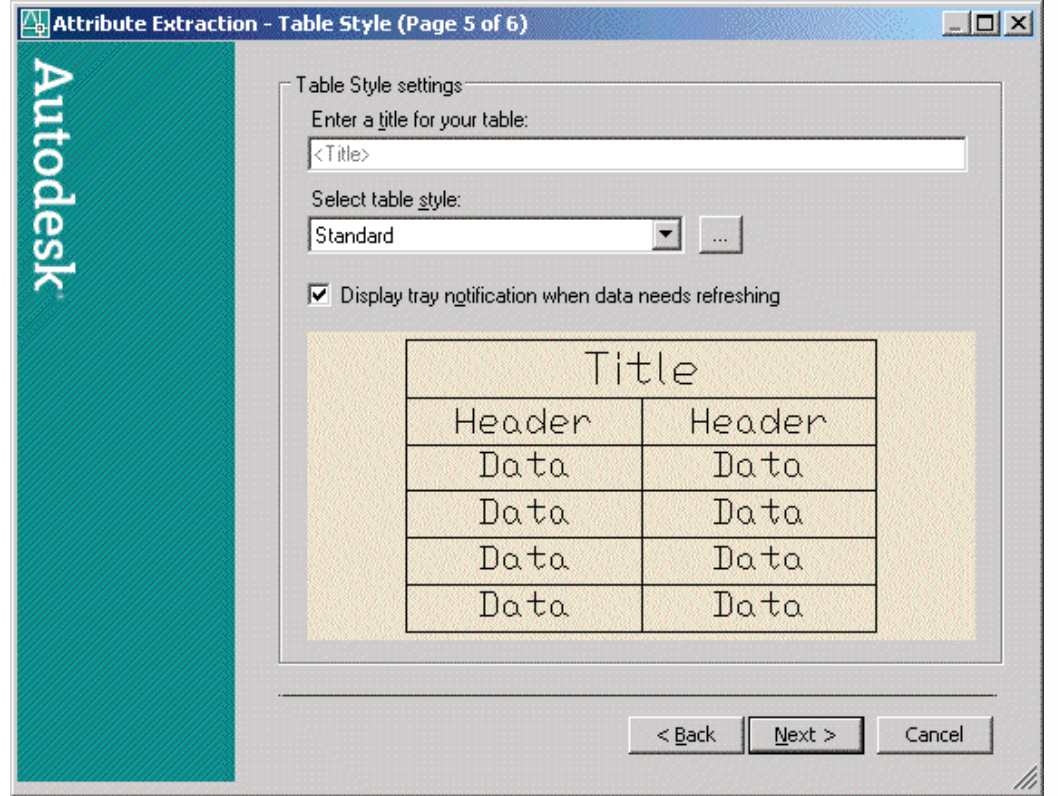 Attribute Extraction - Table Style (Page 5 of 6)
Autodesk
Table Style settings
Enter a title for your table:
<Title>
Select table style:
Standard
...
Display tray notification when data needs refreshing
Title
Header Header
Data Data
Data Data
Data Data
Data Data
< Back Next > Cancel